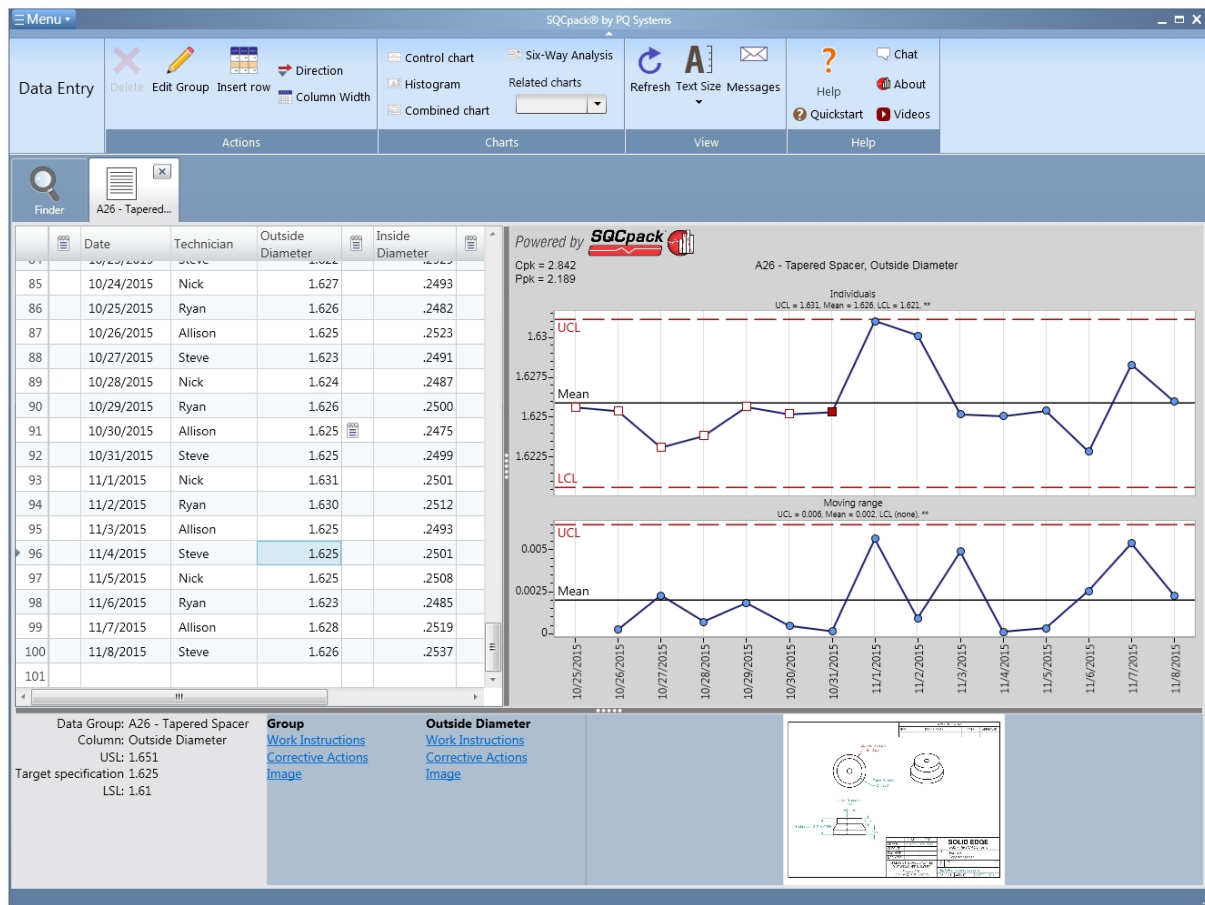 Menu
SQCpack® by PQ Systems
Data Entry
Delete
Edit Group
Insert row
Direction
Column Width
Actions
Control chart
Histogram
Combined chart
Six-Way Analysis
Related charts
Charts
Refresh
Text Size
Messages
View
Help
Quickstart
Chat
About
Videos
Help
Finder
A26 - Tapered...
Date Technician Outside Diameter Inside Diameter
85 10/24/2015 Nick 1.627 .2493
86 10/25/2015 Ryan 1.626 .2482
87 10/26/2015 Allison 1.625 .2523
88 10/27/2015 Steve 1.623 .2491
89 10/28/2015 Nick 1.624 .2487
90 10/29/2015 Ryan 1.626 .2500
91 10/30/2015 Allison 1.625 .2475
92 10/31/2015 Steve 1.625 .2499
93 11/1/2015 Nick 1.631 .2501
94 11/2/2015 Ryan 1.630 .2512
95 11/3/2015 Allison 1.625 .2493
96 11/4/2015 Steve 1.625 .2501
97 11/5/2015 Nick 1.625 .2508
98 11/6/2015 Ryan 1.623 .2485
99 11/7/2015 Allison 1.628 .2519
100 11/8/2015 Steve 1.626 .2537
101
Powered by SQCpack
Cpk = 2.842
Ppk = 2.189
A26 - Tapered Spacer, Outside Diameter
Individuals
UCL = 1.631, Mean = 1.626, LCL = 1.621, **
UCL
1.63
1.6275
Mean
1.625
1.6225
LCL
Moving range
UCL = 0.006, Mean = 0.002, LCL (none), **
UCL
0.005
0.0025
Mean
0
10/25/2015
10/26/2015
10/27/2015
10/28/2015
10/29/2015
10/30/2015
10/31/2015
11/1/2015
11/2/2015
11/3/2015
11/4/2015
11/5/2015
11/6/2015
11/7/2015
11/8/2015
Data Group: A26 - Tapered Spacer
Column: Outside Diameter
USL: 1.651
Target specification 1.625
LSL: 1.61
Group
Work Instructions
Corrective Actions
Image
Outside Diameter
Work Instructions
Corrective Actions
Image
SOLID EDGE